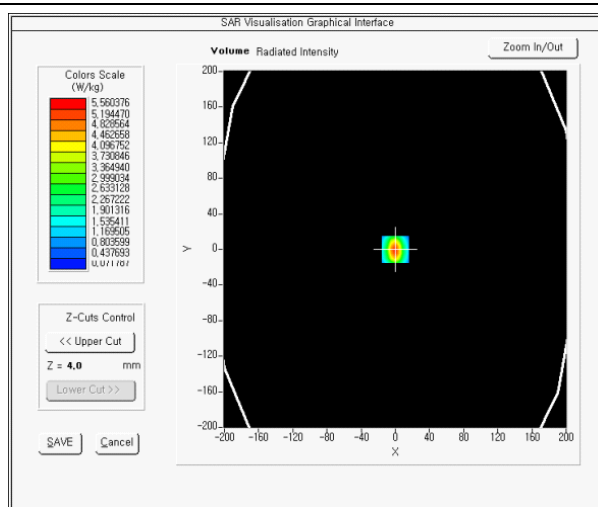 SAR Visualisation Graphical Interface
Volume Radiated Intensity
Zoom In/Out
Colors Scale
(W/kg)
5,560376
5,194470
4,828564
4,462658
4,096752
3,730846
3,364940
2,999034
2,633128
2,267222
1,901316
1,535411
1,169505
0,803599
0,437693
0,071787
Z-Cuts Control
<< Upper Cut
Z = 4.0 mm
Lower Cut >>
SAVE
Cancel
200
160
120
80
40
0
-40
-80
-120
-160
-200
Y
-200 -160 -120 -80 -40 0 40 80 120 160 200
X